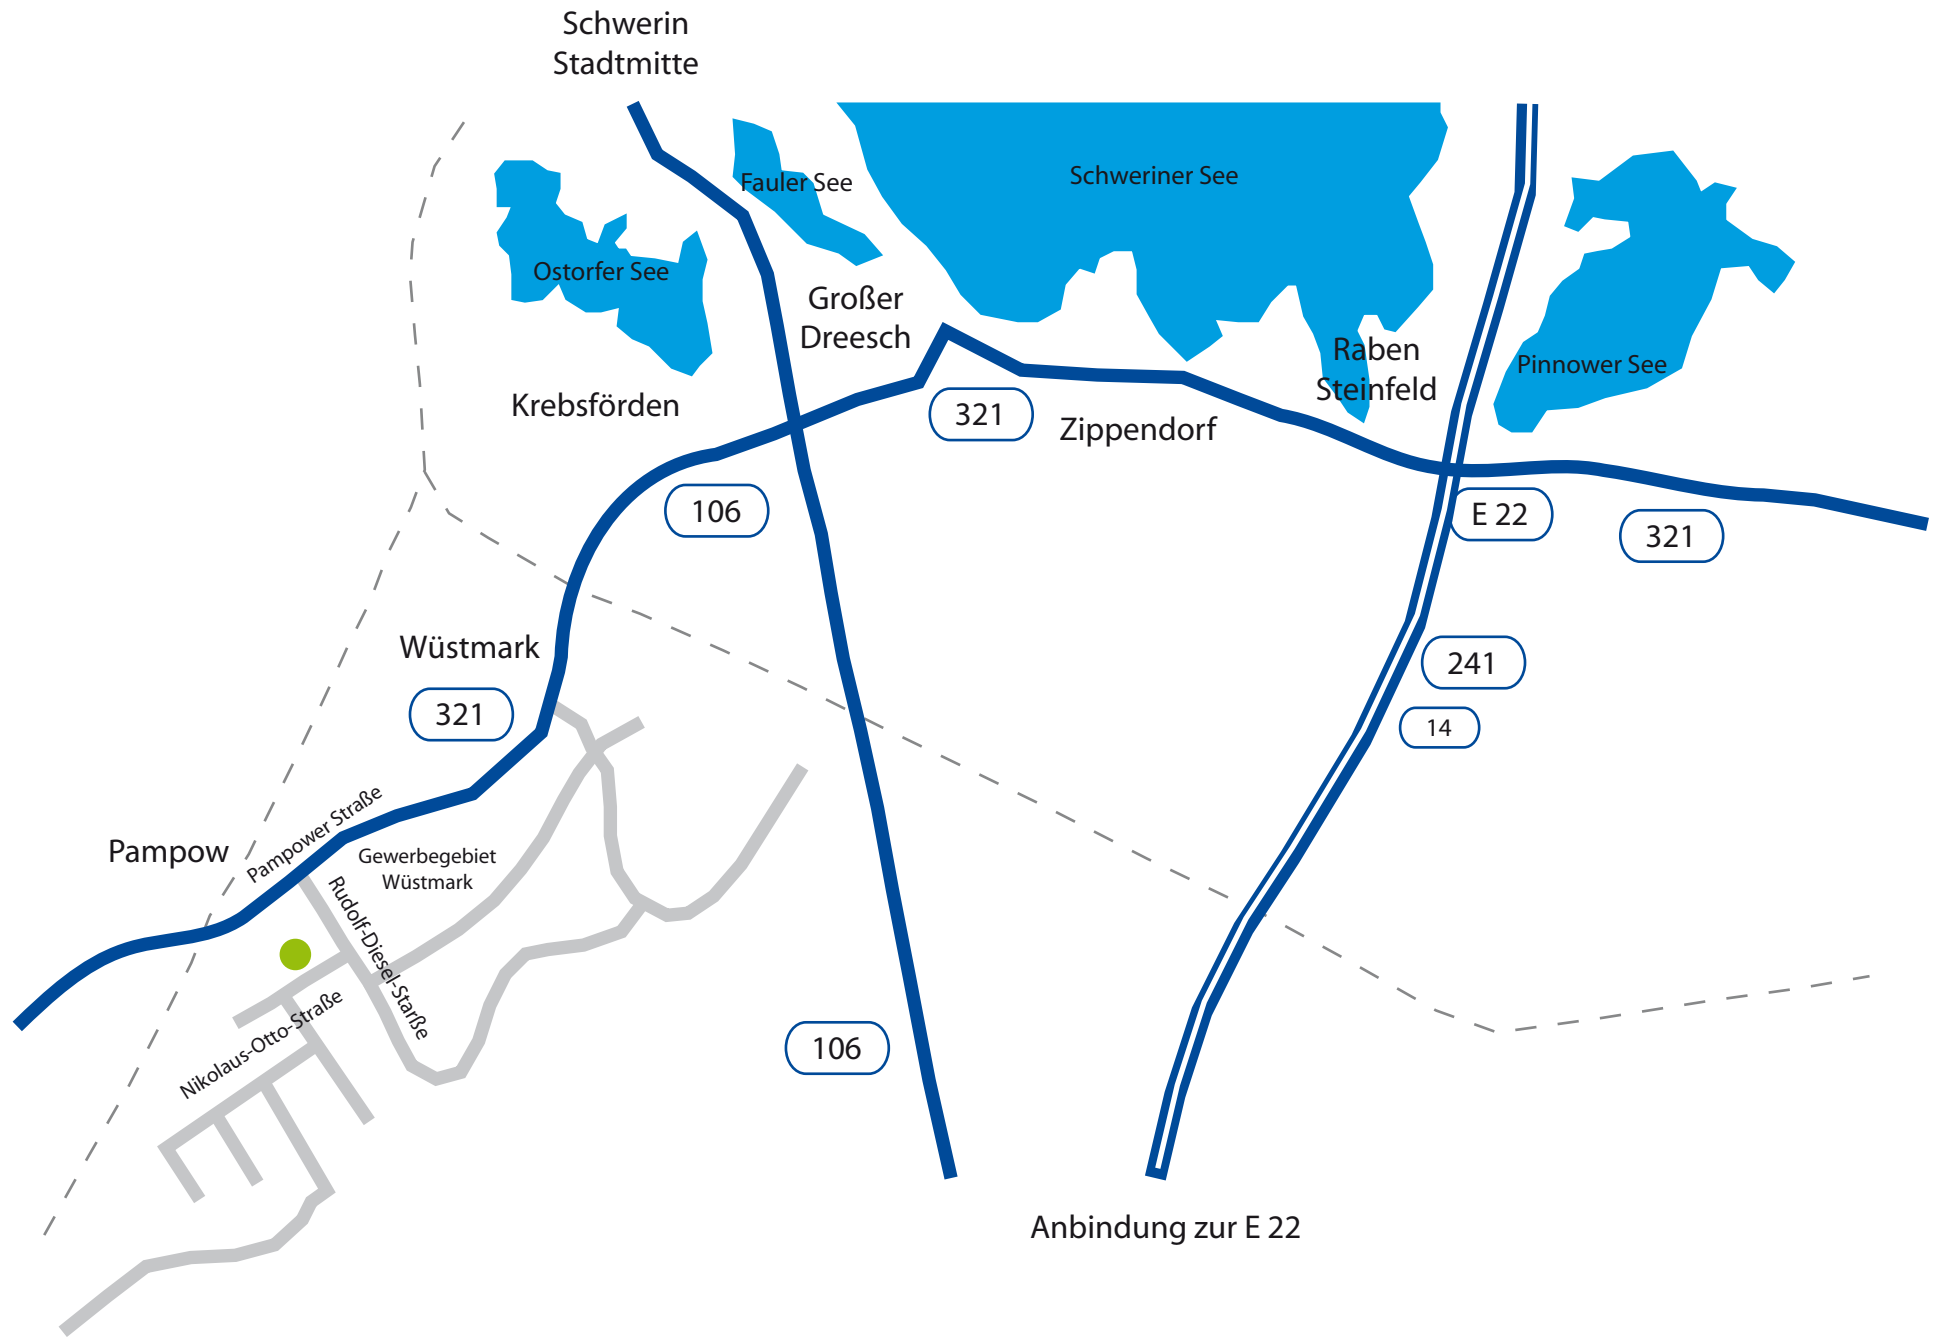 Schwerin
Stadtmitte
Fauler See
Schweriner See
Ostorfer See
Großer
Dreesch
Raben
Steinfeld
Pinnower See
Krebsförden
321
Zippendorf
106
E 22
321
Wüstmark
241
321
14
Pampower Straße
Pampow
Gewerbegebiet
Wüstmark
Rudolf-Diesel-Starße
Nikolaus-Otto-Straße
106
Anbindung zur E 22